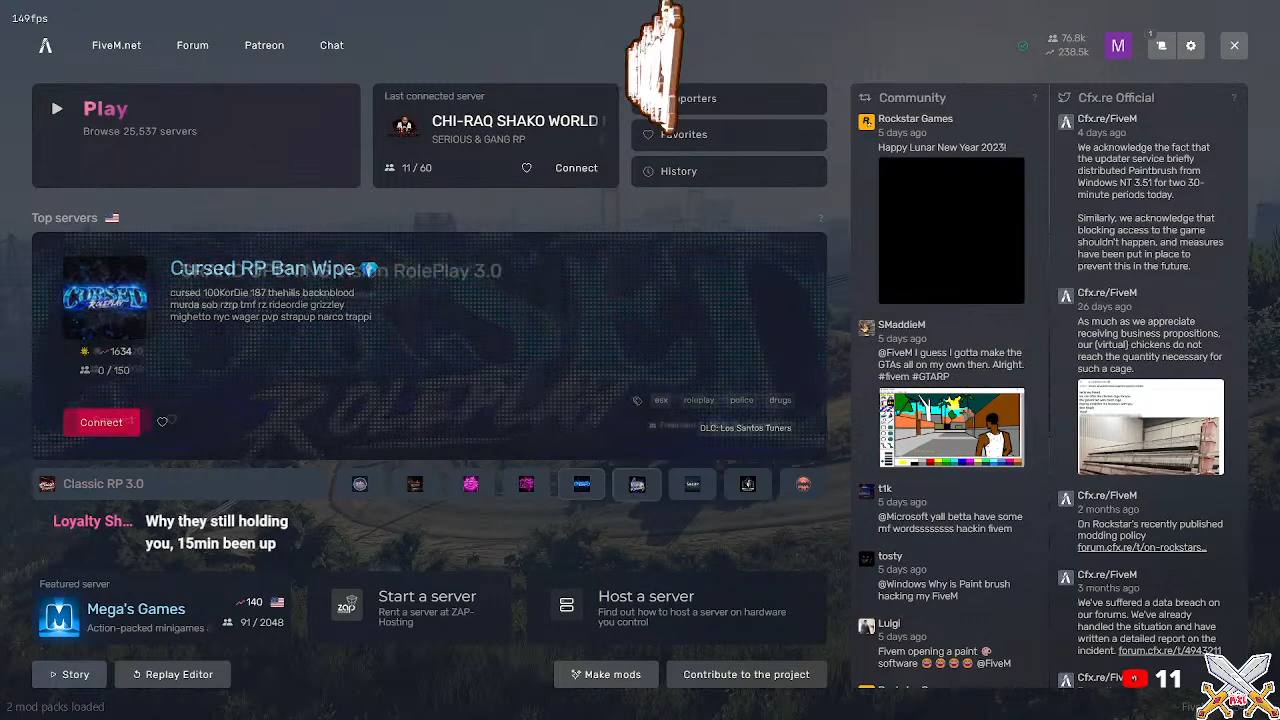 149fps
FiveM.net
Forum
Patreon
Chat
1
76.8k
238.5k
M
Play
Browse 23,537 servers
Last connected server
CHI-RAQ SHAKO WORLD
SERIOUS & GANG RP
11 / 60
Connect
porters
Favorites
History
Top servers
?
Cursed RP Ban Wipe
RolePlay 3.0
cursed 100KorDie 187 thehills backnblood
nursda sob rzrp tmf1rz rideordie grizzley
mighetto nyc wager pvp strapup narco trappi
1634
0 / 150
Connect
esx
roleplay
police
drugs
DLC: Los Santos Tuners
Classic RP 3.0
Loyalty Sh...
Why they still holding
you, 15min been up
Featured server
Mega's Games
Action-packed minigames
140
91 / 2048
Start a server
Rent a server at ZAP-
Hosting
ZAP
Host a server
Find out how to host a server on hardware
you control
Story
Replay Editor
Make mods
Contribute to the project
2 mod packs loaded
Community
?
Rockstar Games
5 days ago
Happy Lunar New Year 2023!
SMaddieM
5 days ago
@FiveM I guess I gotta make the
GTAs all on my own then. Alright.
#fivem #GTARP
t1k
5 days ago
@Microsoft yall betta have some
mf wordsssssss hackin fivem
tosty
5 days ago
@Windows Why is Paint brush
hacking my FiveM
Luigi
5 days ago
Fivem opening a paint
software @FiveM
Cfx.re Official
?
Cfx.re/FiveM
4 days ago
We acknowledge the fact that
the updater service briefly
distributed Paintbrush from
Windows NT 3.51 for two 30-
minute periods today.
Similarly, we acknowledge that
blocking access to the game
shouldn't happen, and measures
have been put in place to
prevent this in the future.
Cfx.re/FiveM
26 days ago
As much as we appreciate
receiving business propositions,
our (virtual) chickens do not
reach the quantity necessary for
such a cage.
Cfx.re/FiveM
2 months ago
On Rockstar's recently published
modding policy
forum.cfx.re/t/on-rockstars...
Cfx.re/FiveM
3 months ago
We've suffered a data breach on
our forums. We've already
handled the situation and have
written a detailed report on the
incident. forum.cfx.re/t/4943211
11